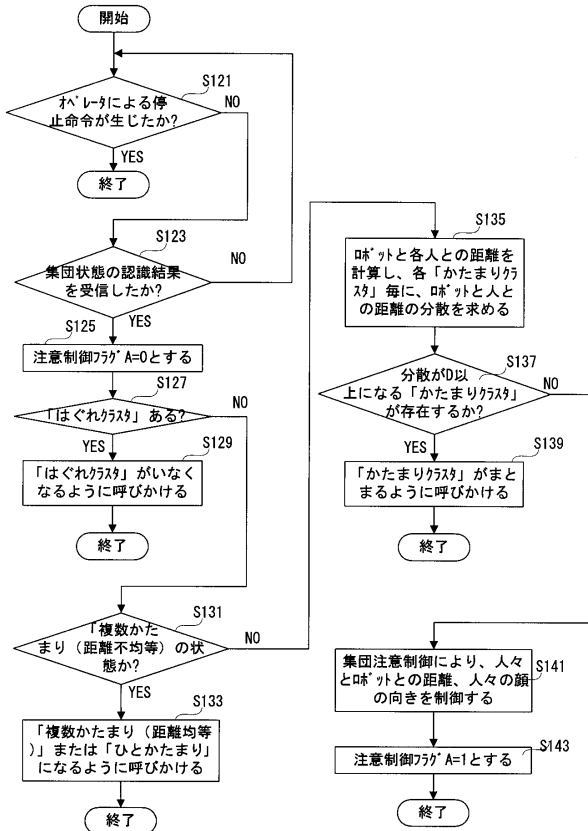 開始
S121
オペレータによる停
止命令が生じたか?
NO
YES
終了
S123
集団状態の認識結果
を受信したか?
NO
YES
S125
注意制御フラグA=0とする
S127
「はぐれクラスタ」ある?
NO
YES
S129
「はぐれクラスタ」がいなく
なるように呼びかける
終了
S131
「複数かた
まり(距離不均等)の状
態か?
NO
YES
S133
「複数かたまり(距離均等
)」または「ひとかたまり」
になるように呼びかける
終了
S135
ロボットと各人との距離を
計算し、各「かたまりクラ
スタ」毎に、ロボットと人と
の距離の分散を求める
S137
分散がD以
上になる「かたまりクラスタ」
が存在するか?
NO
YES
S139
「かたまりクラスタ」がまと
まるように呼びかける
終了
S141
集団注意制御により、人々
とロボットとの距離、人々の顔
の向きを制御する
S143
注意制御フラグA=1とする
終了